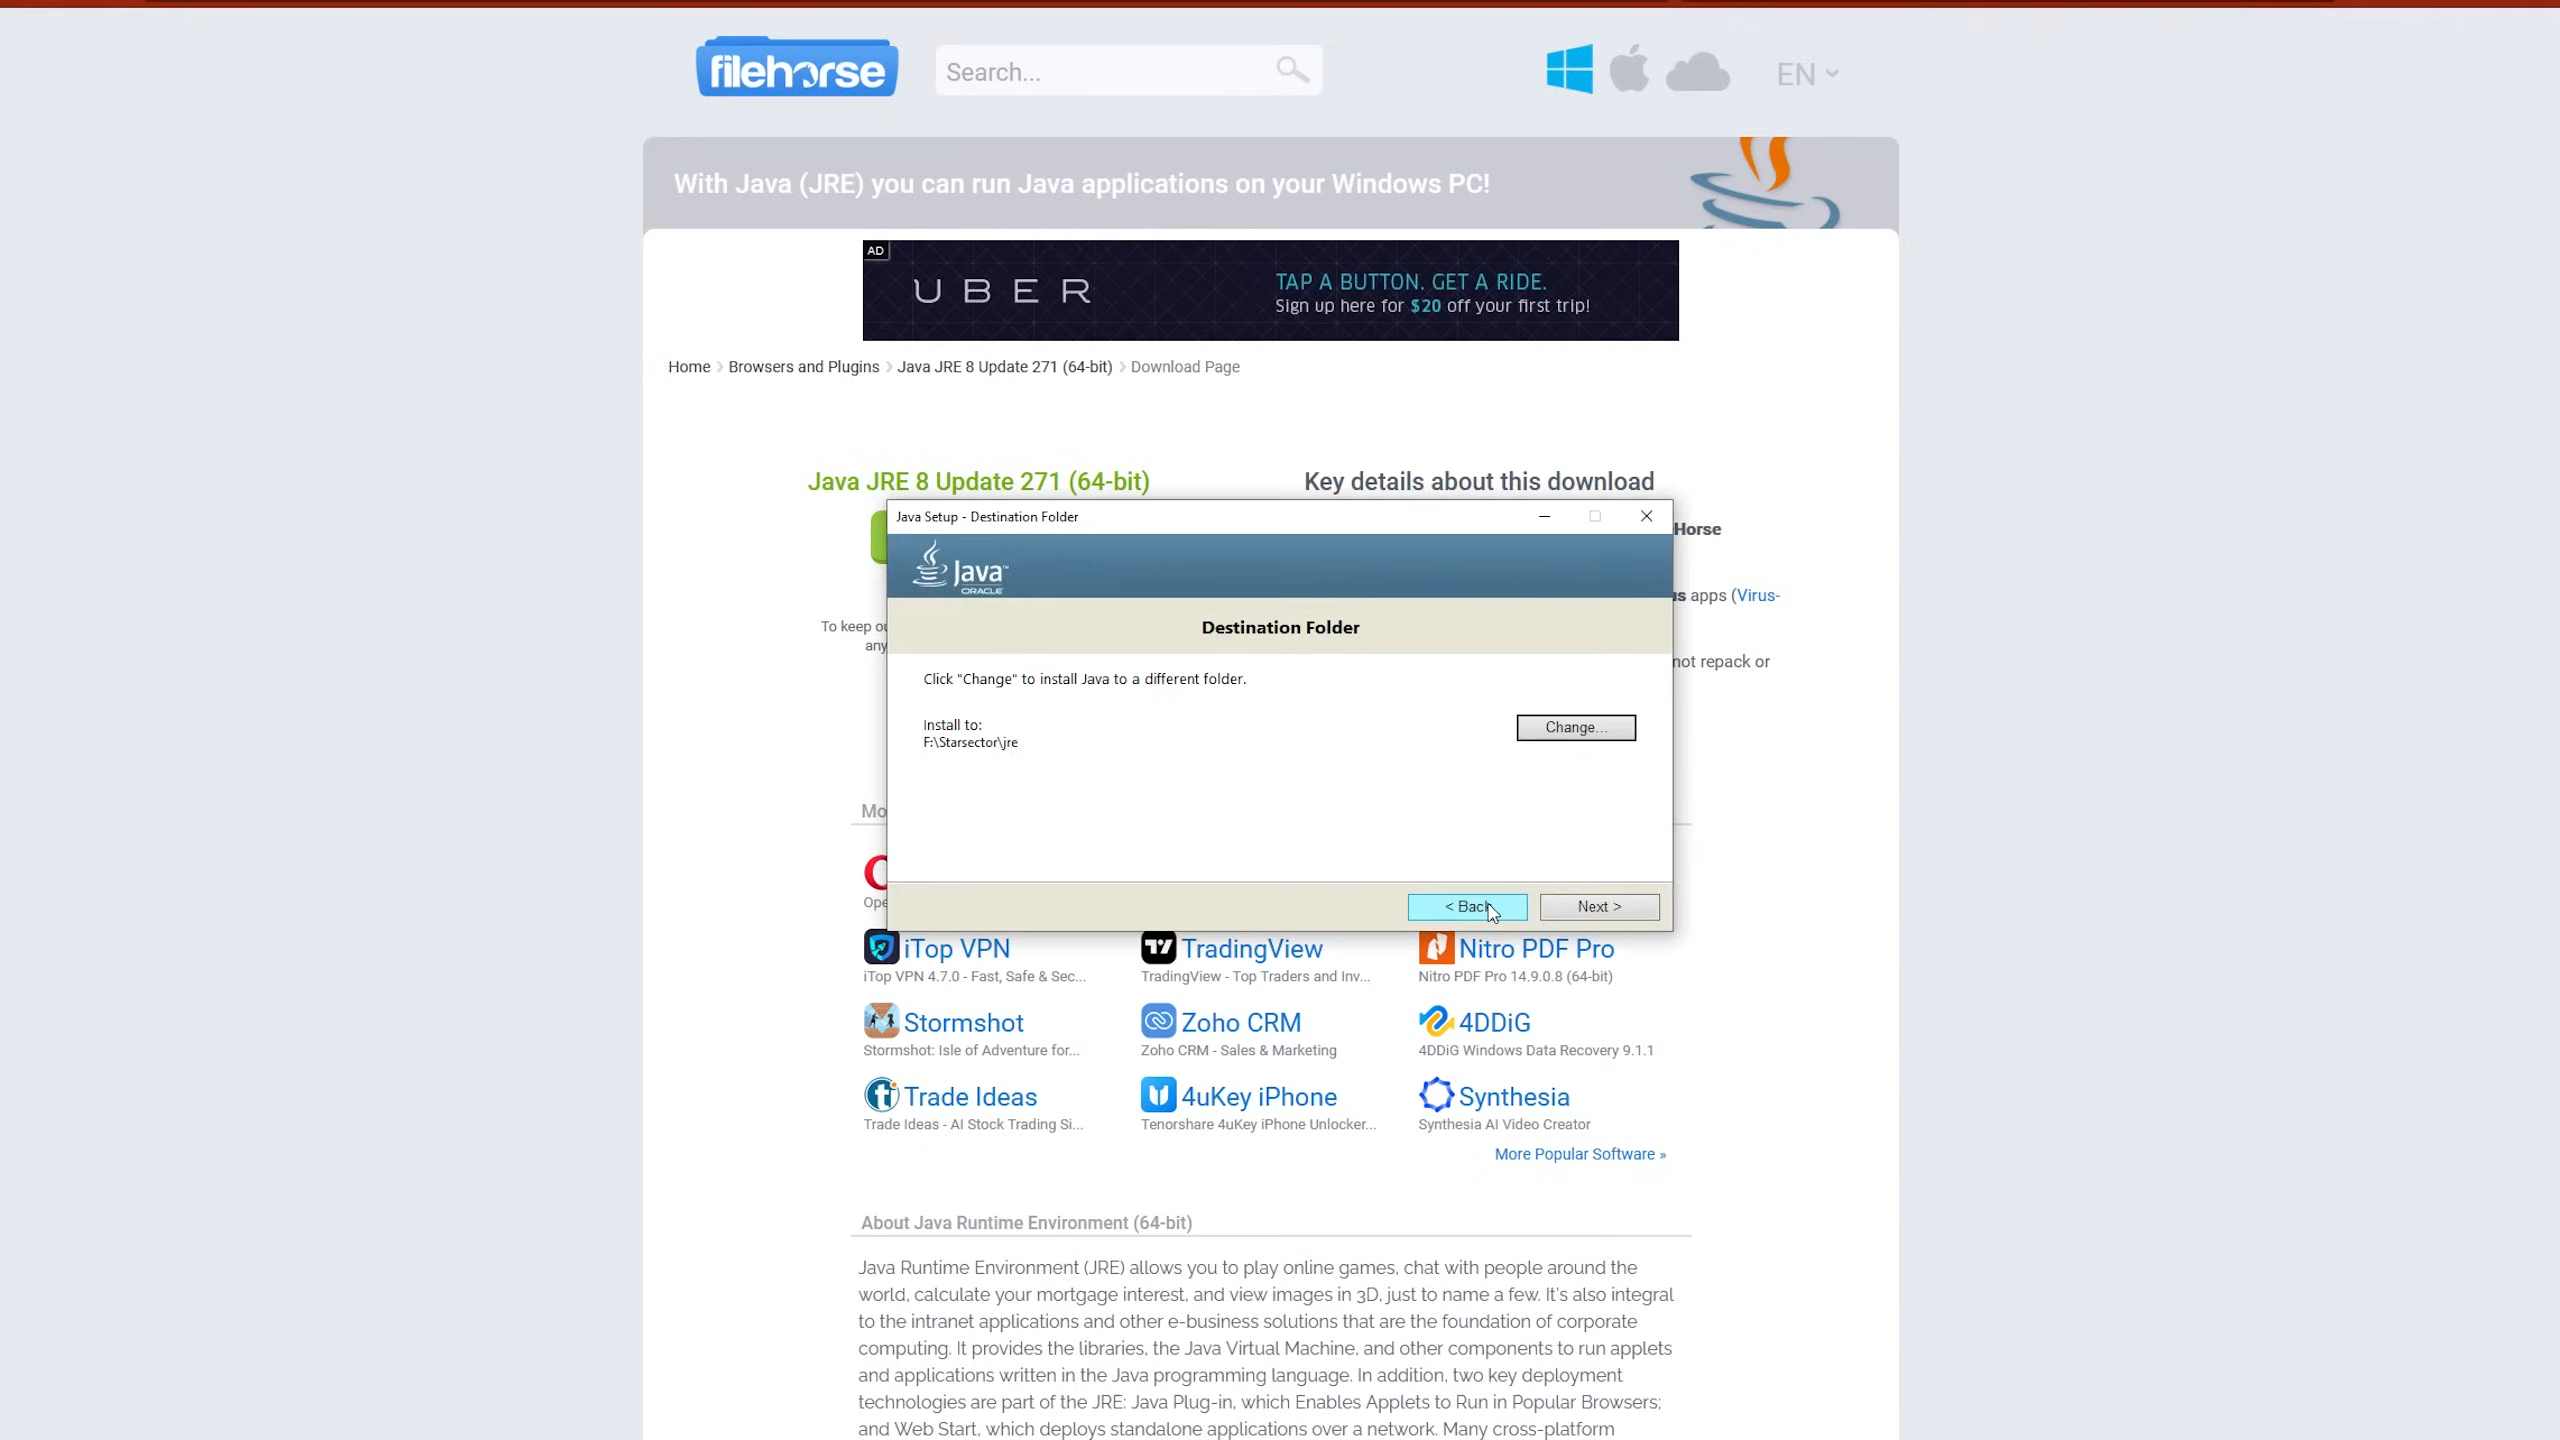 filehorse
Search...
EN
With Java (JRE) you can run Java applications on your Windows PC!
AD
UBER
TAP A BUTTON. GET A RIDE.
Sign up here for $20 off your first trip!
Home
Browsers and Plugins
Java JRE 8 Update 271 (64-bit)
Download Page
Java JRE 8 Update 271 (64-bit)
Key details about this download
Horse
apps (Virus-
To keep
any
not repack or
Java Setup - Destination Folder
Java™
ORACLE
Destination Folder
Click "Change" to install Java to a different folder.
Install to:
F:\Starsector\jre
Change...
< Back
Next >
Mo
Ope
iTop VPN
iTop VPN 4.7.0 - Fast, Safe & Sec...
TradingView
TradingView - Top Traders and Inv...
Nitro PDF Pro
Nitro PDF Pro 14.9.0.8 (64-bit)
Stormshot
Stormshot: Isle of Adventure for...
Zoho CRM
Zoho CRM - Sales & Marketing
4DDiG
4DDiG Windows Data Recovery 9.1.1
Trade Ideas
Trade Ideas - AI Stock Trading Si...
4uKey iPhone
Tenorshare 4uKey iPhone Unlocker...
Synthesia
Synthesia AI Video Creator
More Popular Software »
About Java Runtime Environment (64-bit)
Java Runtime Environment (JRE) allows you to play online games, chat with people around the
world, calculate your mortgage interest, and view images in 3D, just to name a few. It's also integral
to the intranet applications and other e-business solutions that are the foundation of corporate
computing. It provides the libraries, the Java Virtual Machine, and other components to run applets
and applications written in the Java programming language. In addition, two key deployment
technologies are part of the JRE: Java Plug-in, which Enables Applets to Run in Popular Browsers;
and Web Start, which deploys standalone applications over a network. Many cross-platform